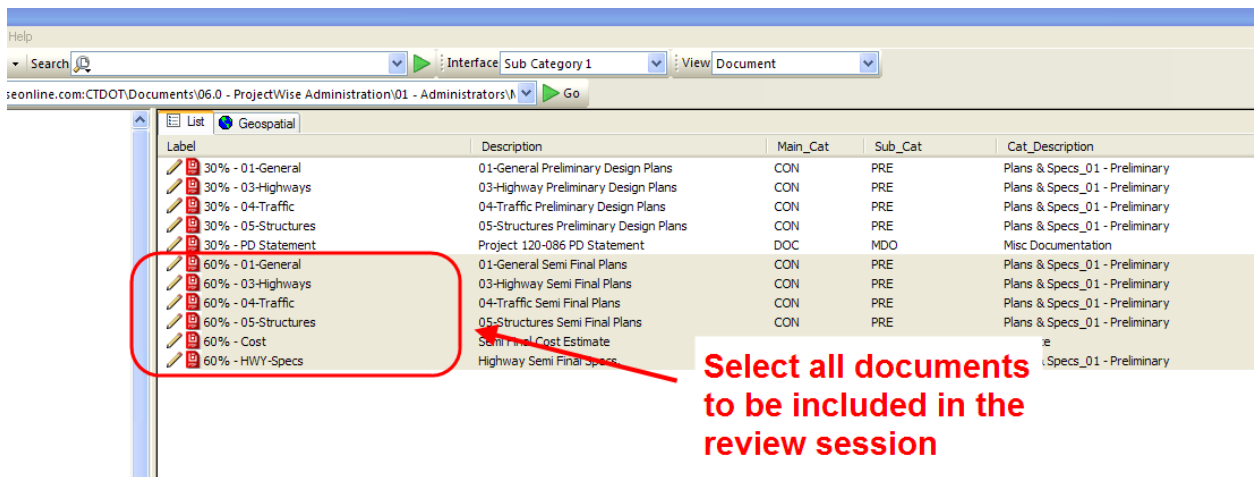 Help
Search Interface Sub Category 1 View Document
seonline.com:CTDOT\Documents\06.0 - ProjectWise Administration\01 - Administrators\ Go
List Geospatial
Label Description Main_Cat Sub_Cat Cat_Description
30% - 01-General 01-General Preliminary Design Plans CON PRE Plans & Specs_01 - Preliminary
30% - 03-Highways 03-Highway Preliminary Design Plans CON PRE Plans & Specs_01 - Preliminary
30% - 04-Traffic 04-Traffic Preliminary Design Plans CON PRE Plans & Specs_01 - Preliminary
30% - 05-Structures 05-Structures Preliminary Design Plans CON PRE Plans & Specs_01 - Preliminary
30% - PD Statement Project 120-086 PD Statement DOC MDO Misc Documentation
60% - 01-General 01-General Semi Final Plans CON PRE Plans & Specs_01 - Preliminary
60% - 03-Highways 03-Highway Semi Final Plans CON PRE Plans & Specs_01 - Preliminary
60% - 04-Traffic 04-Traffic Semi Final Plans CON PRE Plans & Specs_01 - Preliminary
60% - 05-Structures 05-Structures Semi Final Plans CON PRE Plans & Specs_01 - Preliminary
60% - Cost Semi Final Cost Estimate
60% - HWY-Specs Highway Semi Final Specs Specs_01 - Preliminary
Select all documents
to be included in the
review session